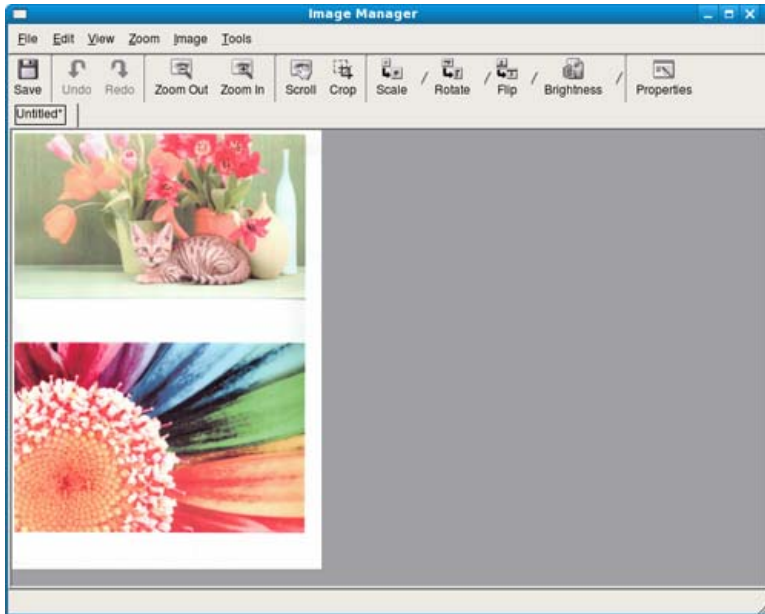 Image Manager
File Edit View Zoom Image Tools
Save Undo Redo Zoom Out Zoom In Scroll Crop Scale / Rotate / Flip / Brightness / Properties
Untitled*